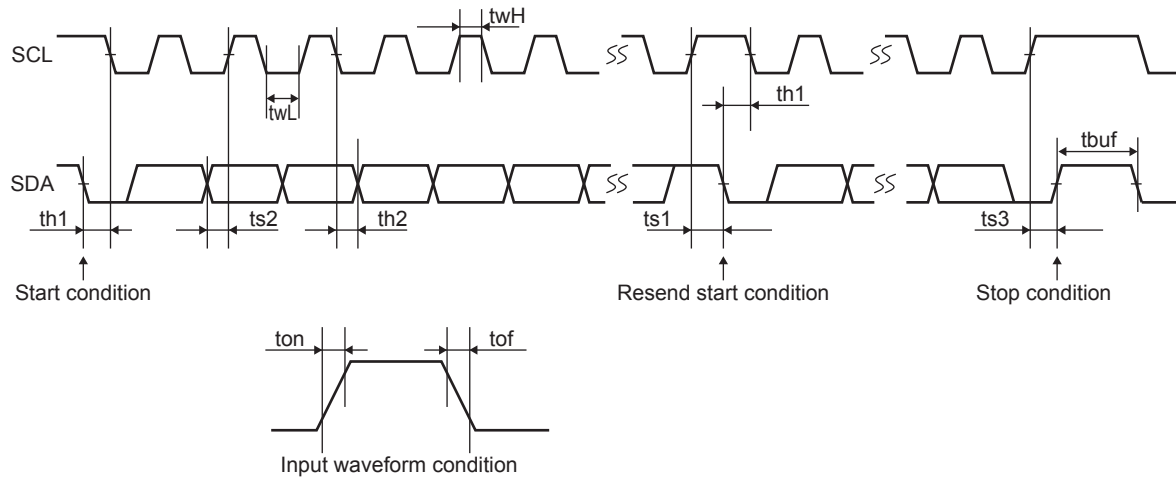 twH
SCL
th1
twL
tbuf
SDA
th1
ts2
th2
ts1
ts3
Start condition
Resend start condition
Stop condition
ton
tof
Input waveform condition